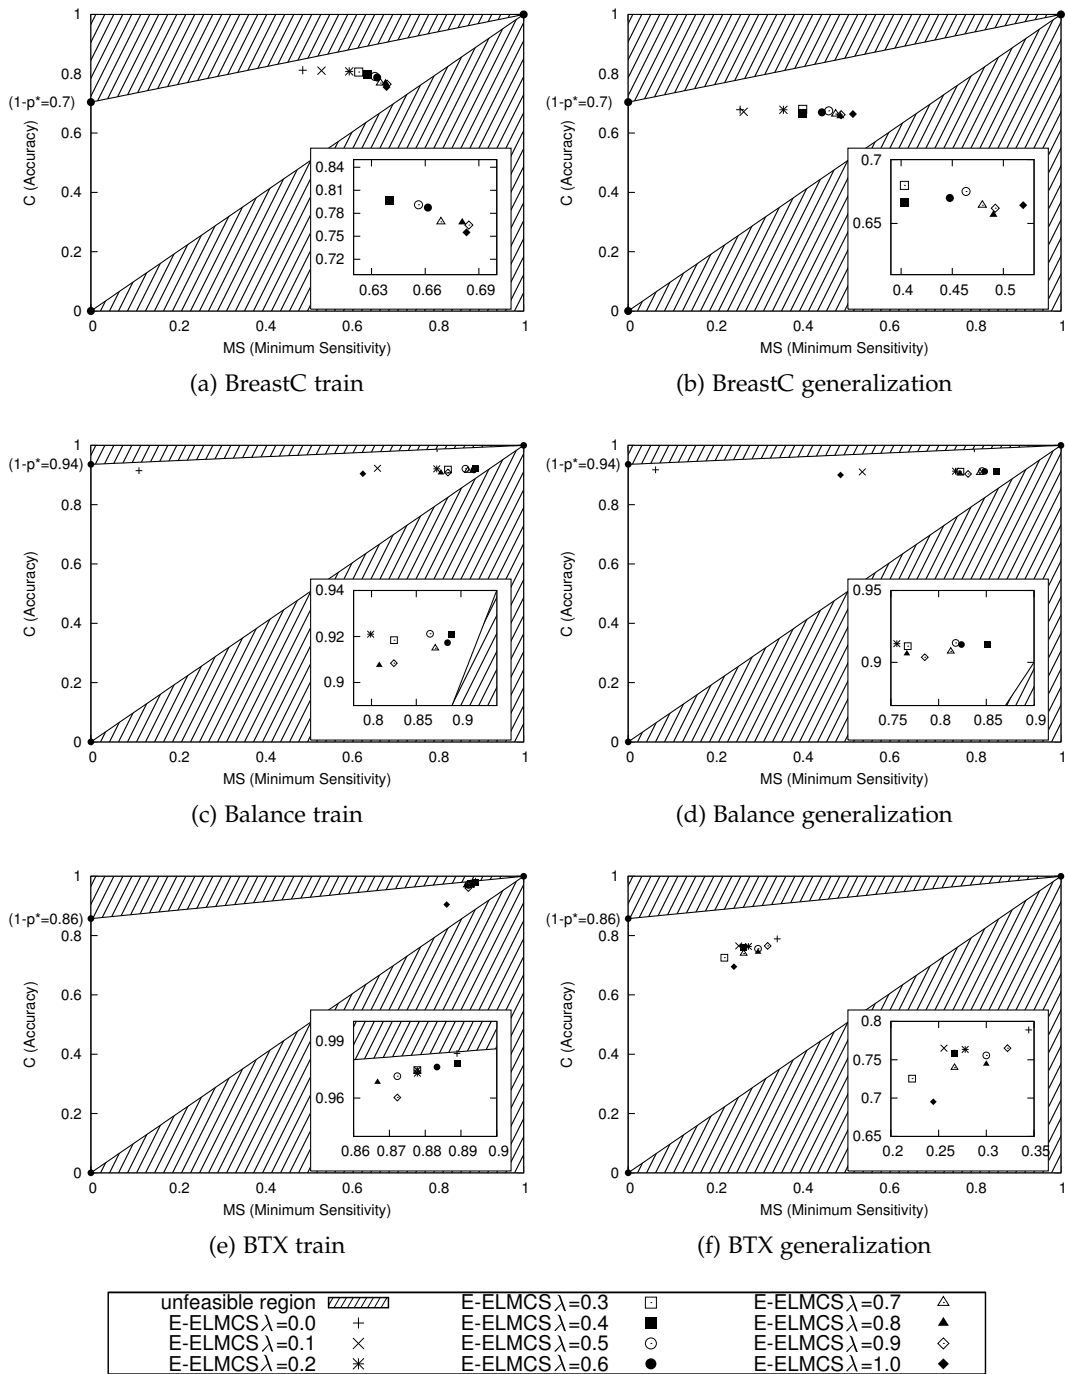 1
0.8
(1-p*=0.7)
0.6
0.4
0.2
0
C (Accuracy)
0.84
0.81
0.78
0.75
0.72
0.63 0.66 0.69
0 0.2 0.4 0.6 0.8 1
MS (Minimum Sensitivity)
(a) BreastC train
1
0.8
(1-p*=0.7)
0.6
0.4
0.2
0
C (Accuracy)
0.7
0.65
0.4 0.45 0.5
0 0.2 0.4 0.6 0.8 1
MS (Minimum Sensitivity)
(b) BreastC generalization
1
(1-p*=0.94)
0.8
0.6
0.4
0.2
0
C (Accuracy)
0.94
0.92
0.9
0.8 0.85 0.9
0 0.2 0.4 0.6 0.8 1
MS (Minimum Sensitivity)
(c) Balance train
1
(1-p*=0.94)
0.8
0.6
0.4
0.2
0
C (Accuracy)
0.95
0.9
0.75 0.8 0.85 0.9
0 0.2 0.4 0.6 0.8 1
MS (Minimum Sensitivity)
(d) Balance generalization
1
(1-p*=0.86)
0.8
0.6
0.4
0.2
0
C (Accuracy)
0.99
0.96
0.86 0.87 0.88 0.89 0.9
0 0.2 0.4 0.6 0.8 1
MS (Minimum Sensitivity)
(e) BTX train
1
(1-p*=0.86)
0.8
0.6
0.4
0.2
0
C (Accuracy)
0.8
0.75
0.7
0.65
0.2 0.25 0.3 0.35
0 0.2 0.4 0.6 0.8 1
MS (Minimum Sensitivity)
(f) BTX generalization
unfeasible region
E-ELMCS λ=0.0
E-ELMCS λ=0.1
E-ELMCS λ=0.2
E-ELMCS λ=0.3
E-ELMCS λ=0.4
E-ELMCS λ=0.5
E-ELMCS λ=0.6
E-ELMCS λ=0.7
E-ELMCS λ=0.8
E-ELMCS λ=0.9
E-ELMCS λ=1.0